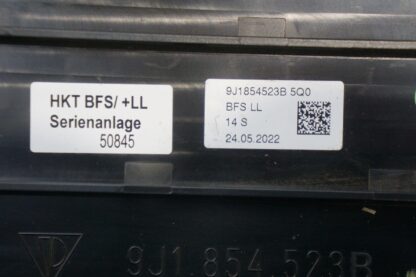 HKT BFS/ +LL
Serienanlage
50845
9J1854523B 5Q0
BFS LL
14 S
24.05.2022
9J1.854.523B